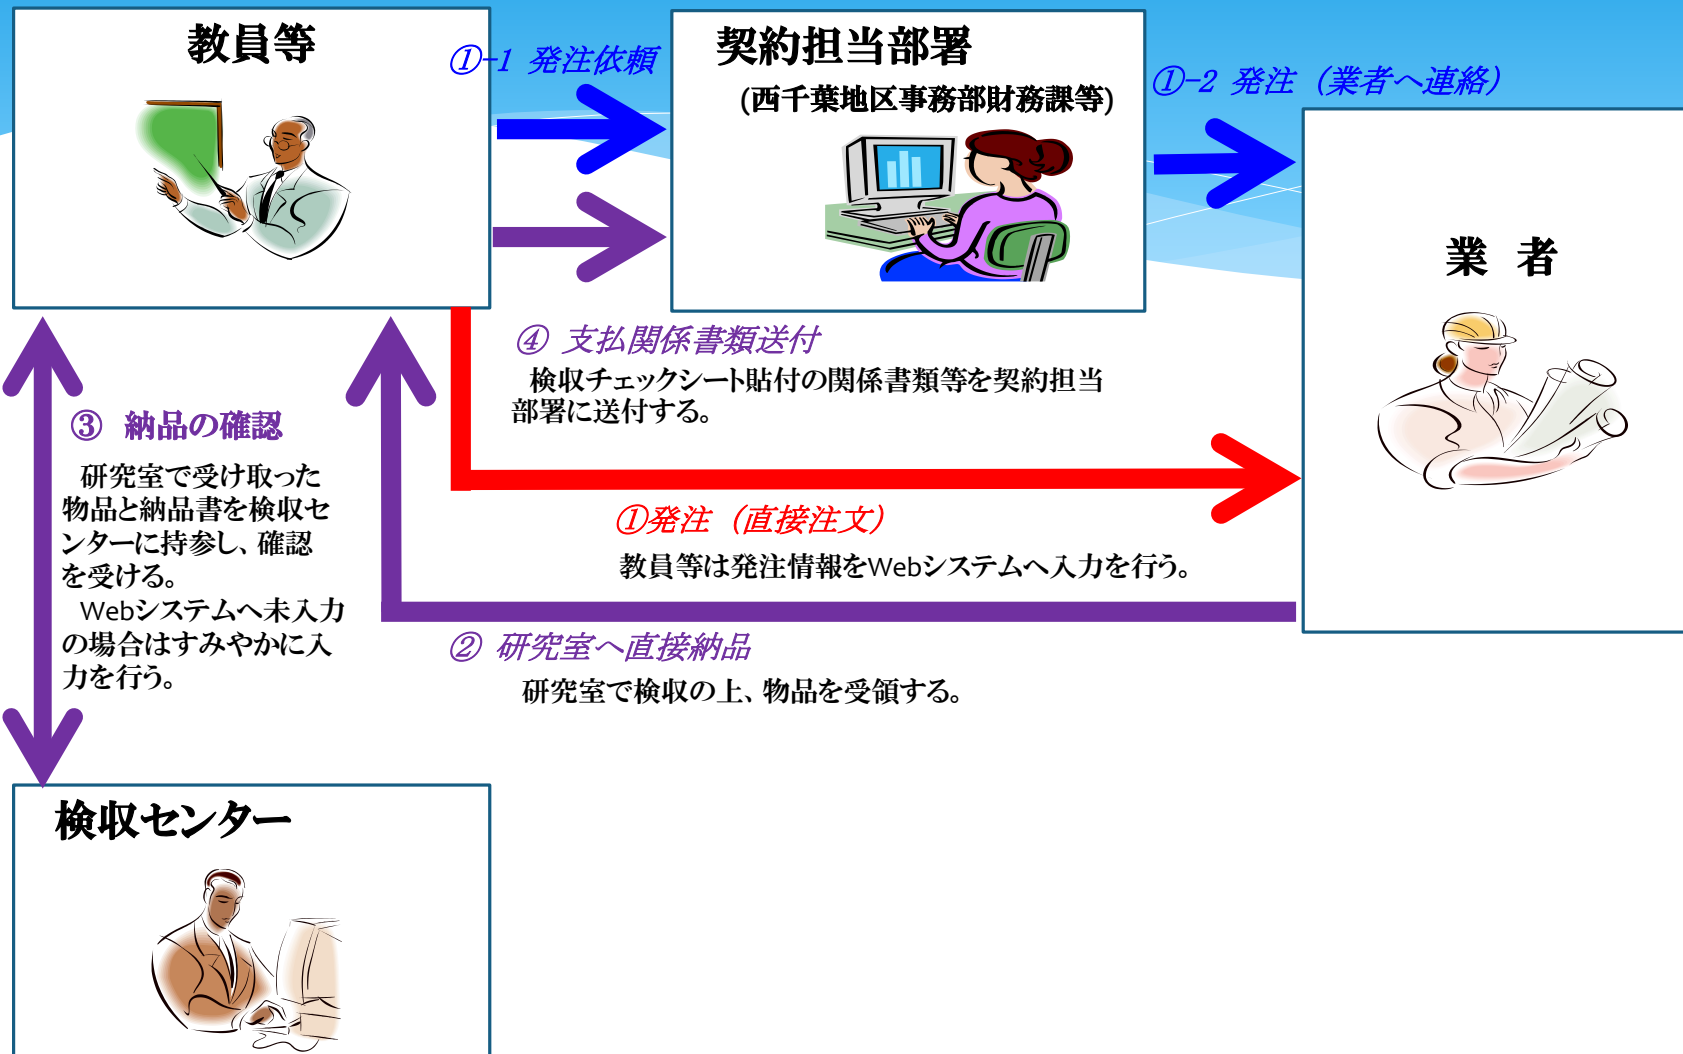 教員等
①-1 発注依頼
契約担当部署
(西千葉地区事務部財務課等)
①-2 発注（業者へ連絡）
業 者
④ 支払関係書類送付
検収チェックシート貼付の関係書類等を契約担当
部署に送付する。
③ 納品の確認
研究室で受け取った
物品と納品書を検収セ
ンターに持参し、確認
を受ける。
Webシステムへ未入力
の場合はすみやかに入
力を行う。
①発注（直接注文）
教員等は発注情報をWebシステムへ入力を行う。
② 研究室へ直接納品
研究室で検収の上、物品を受領する。
検収センター